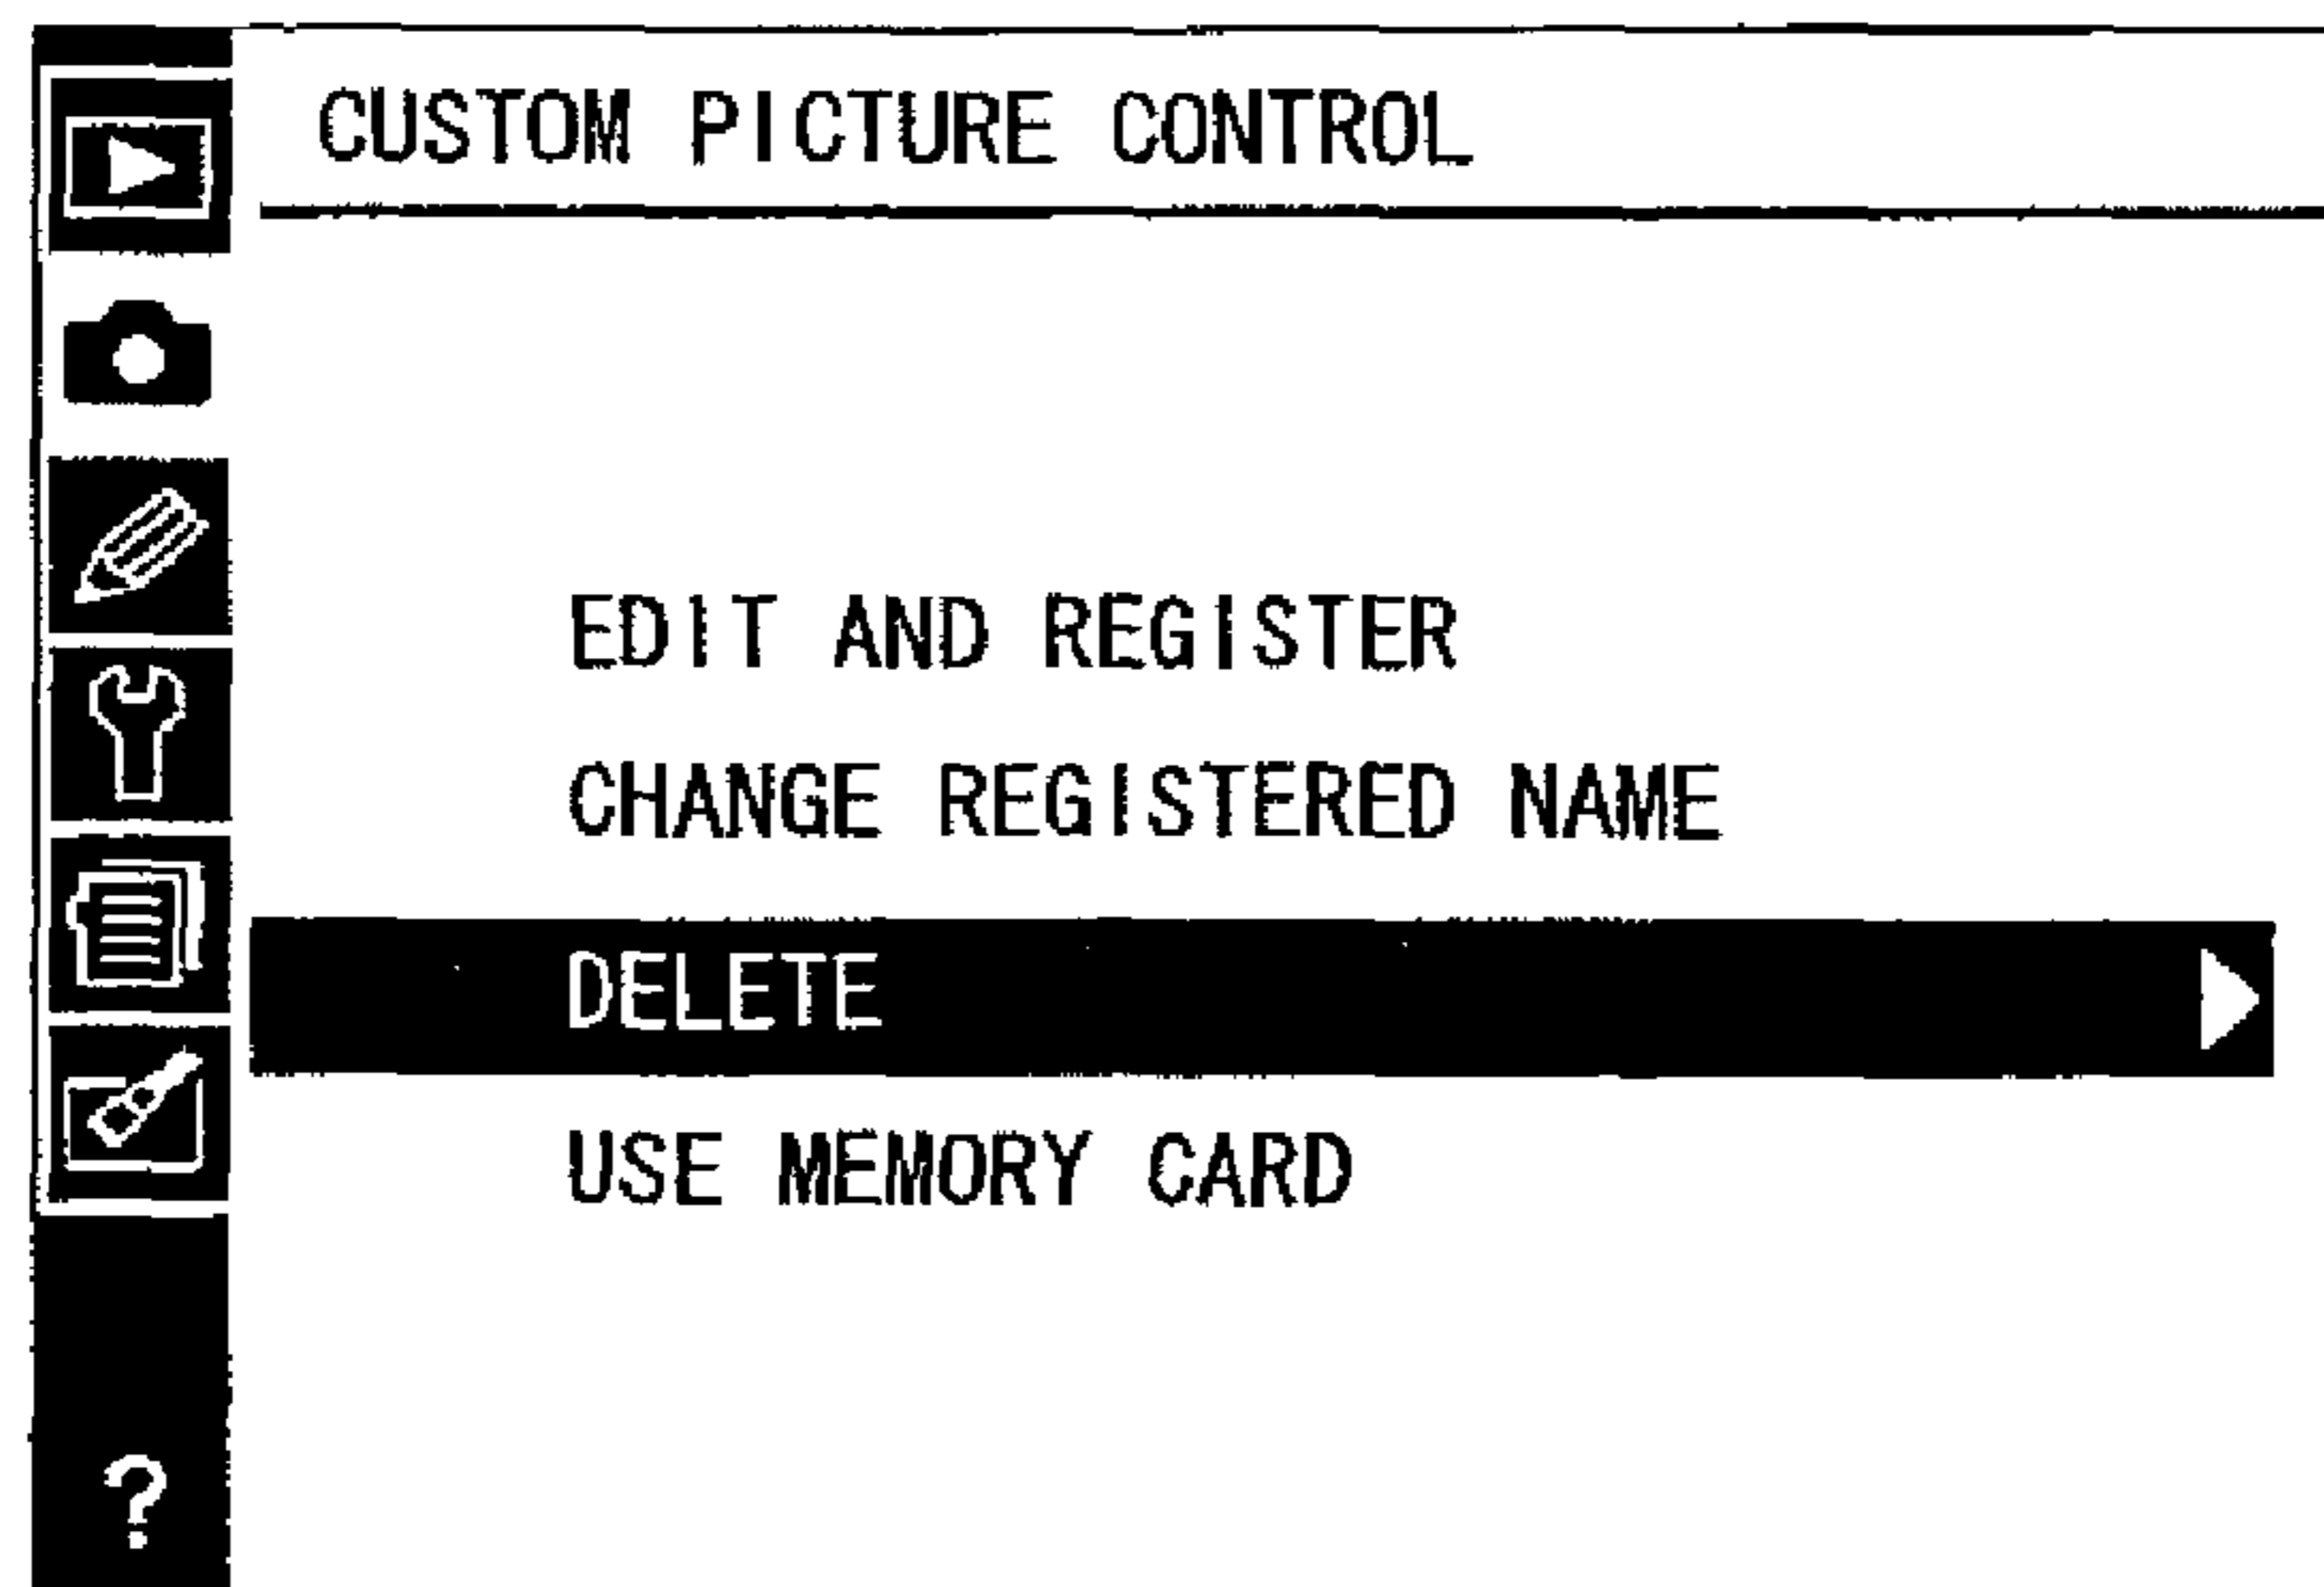 CUSTOM PICTURE CONTROL
EDIT AND REGISTER
CHANGE REGISTERED NAME
DELETE
USE MEMORY CARD
?